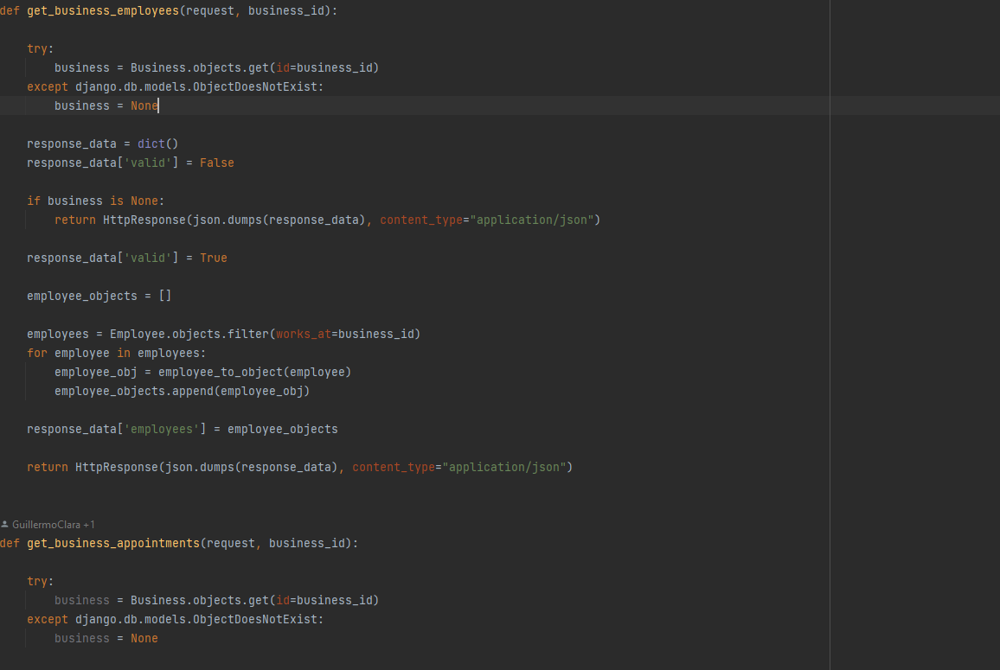 def get_business_employees(request, business_id):
try:
business = Business.objects.get(id=business_id)
except django.db.models.ObjectDoesNotExist:
business = None
response_data = dict()
response_data['valid'] = False
if business is None:
return HttpResponse(json.dumps(response_data), content_type="application/json")
response_data['valid'] = True
employee_objects = []
employees = Employee.objects.filter(works_at=business_id)
for employee in employees:
employee_obj = employee_to_object(employee)
employee_objects.append(employee_obj)
response_data['employees'] = employee_objects
return HttpResponse(json.dumps(response_data), content_type="application/json")
GuillermoClara +1
def get_business_appointments(request, business_id):
try:
business = Business.objects.get(id=business_id)
except django.db.models.ObjectDoesNotExist:
business = None